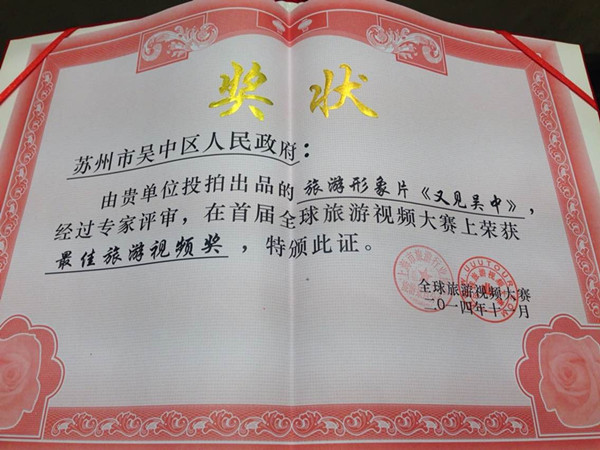 奖状
苏州市吴中区人民政府：
由贵单位投拍出品的 旅游形象片《又见吴中》，
经过专家评审，在首届全球旅游视频大赛上荣获
最佳旅游视频奖 ，特颁此证。
全球旅游视频大赛
二〇一四年十一月